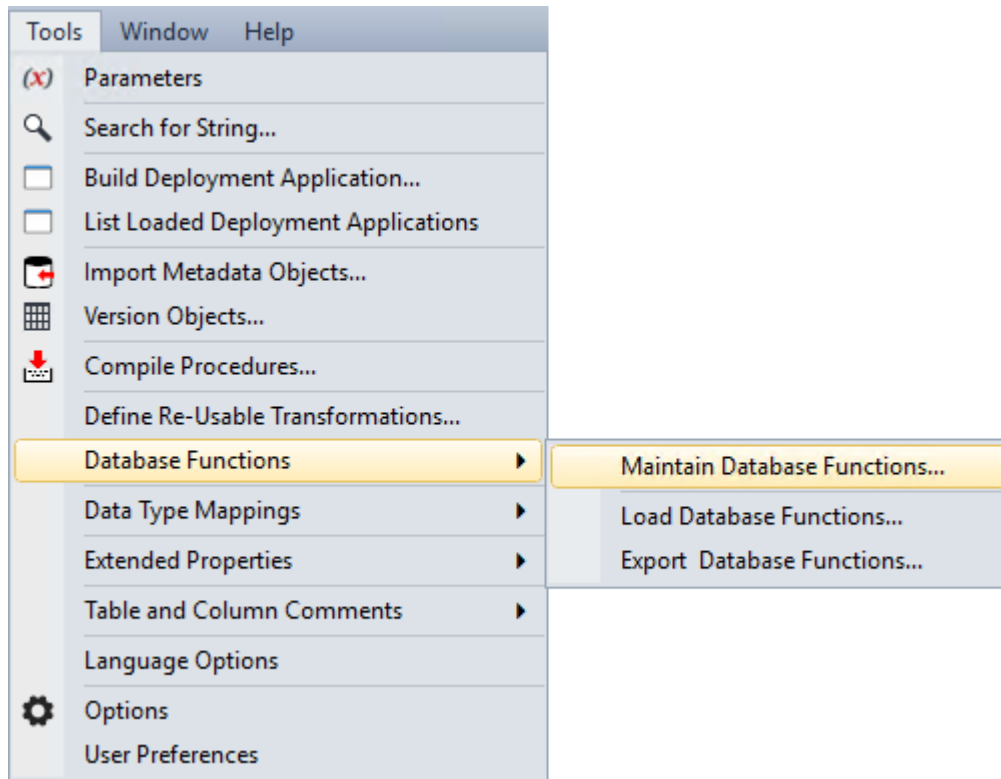 Tools Window Help
(x) Parameters
Search for String...
Build Deployment Application...
List Loaded Deployment Applications
Import Metadata Objects...
Version Objects...
Compile Procedures...
Define Re-Usable Transformations...
Database Functions
Maintain Database Functions...
Load Database Functions...
Export  Database Functions...
Data Type Mappings
Extended Properties
Table and Column Comments
Language Options
Options
User Preferences